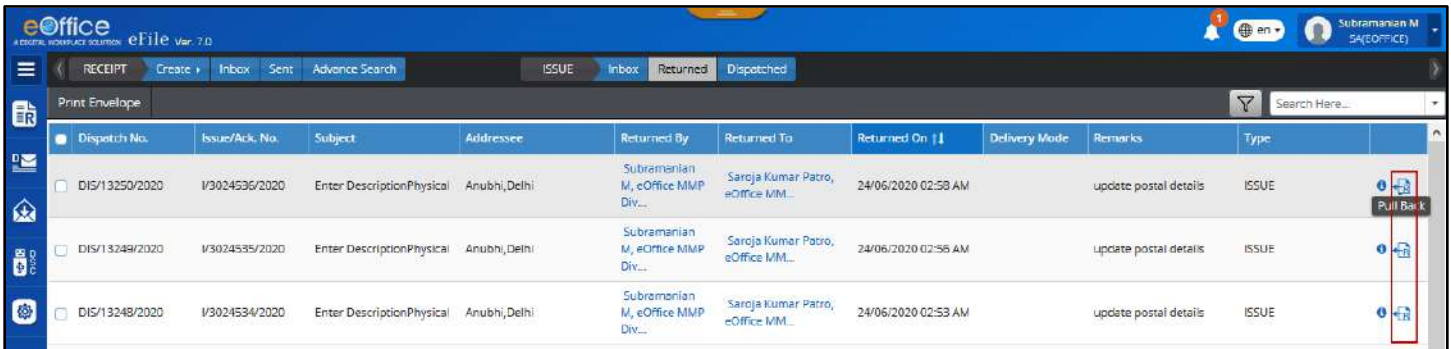 eOffice
A DIGITAL WORKPLACE SOLUTION eFile Ver. 7.0
1
en
Subramanian M
SA(EOFFICE)
RECEIPT Create Inbox Sent Advance Search ISSUE Inbox Returned Dispatched
Print Envelope Search Here...
Dispatch No. Issue/Ack. No. Subject Addressee Returned By Returned To Returned On Delivery Mode Remarks Type
DIS/13250/2020 I/3024536/2020 Enter DescriptionPhysical Anubhi,Delhi Subramanian M, eOffice MMP Div... Saroja Kumar Patro, eOffice MM... 24/06/2020 02:58 AM update postal details ISSUE
Pull Back
DIS/13249/2020 I/3024535/2020 Enter DescriptionPhysical Anubhi,Delhi Subramanian M, eOffice MMP Div... Saroja Kumar Patro, eOffice MM... 24/06/2020 02:56 AM update postal details ISSUE
DSC
DIS/13248/2020 I/3024534/2020 Enter DescriptionPhysical Anubhi,Delhi Subramanian M, eOffice MMP Div... Saroja Kumar Patro, eOffice MM... 24/06/2020 02:53 AM update postal details ISSUE